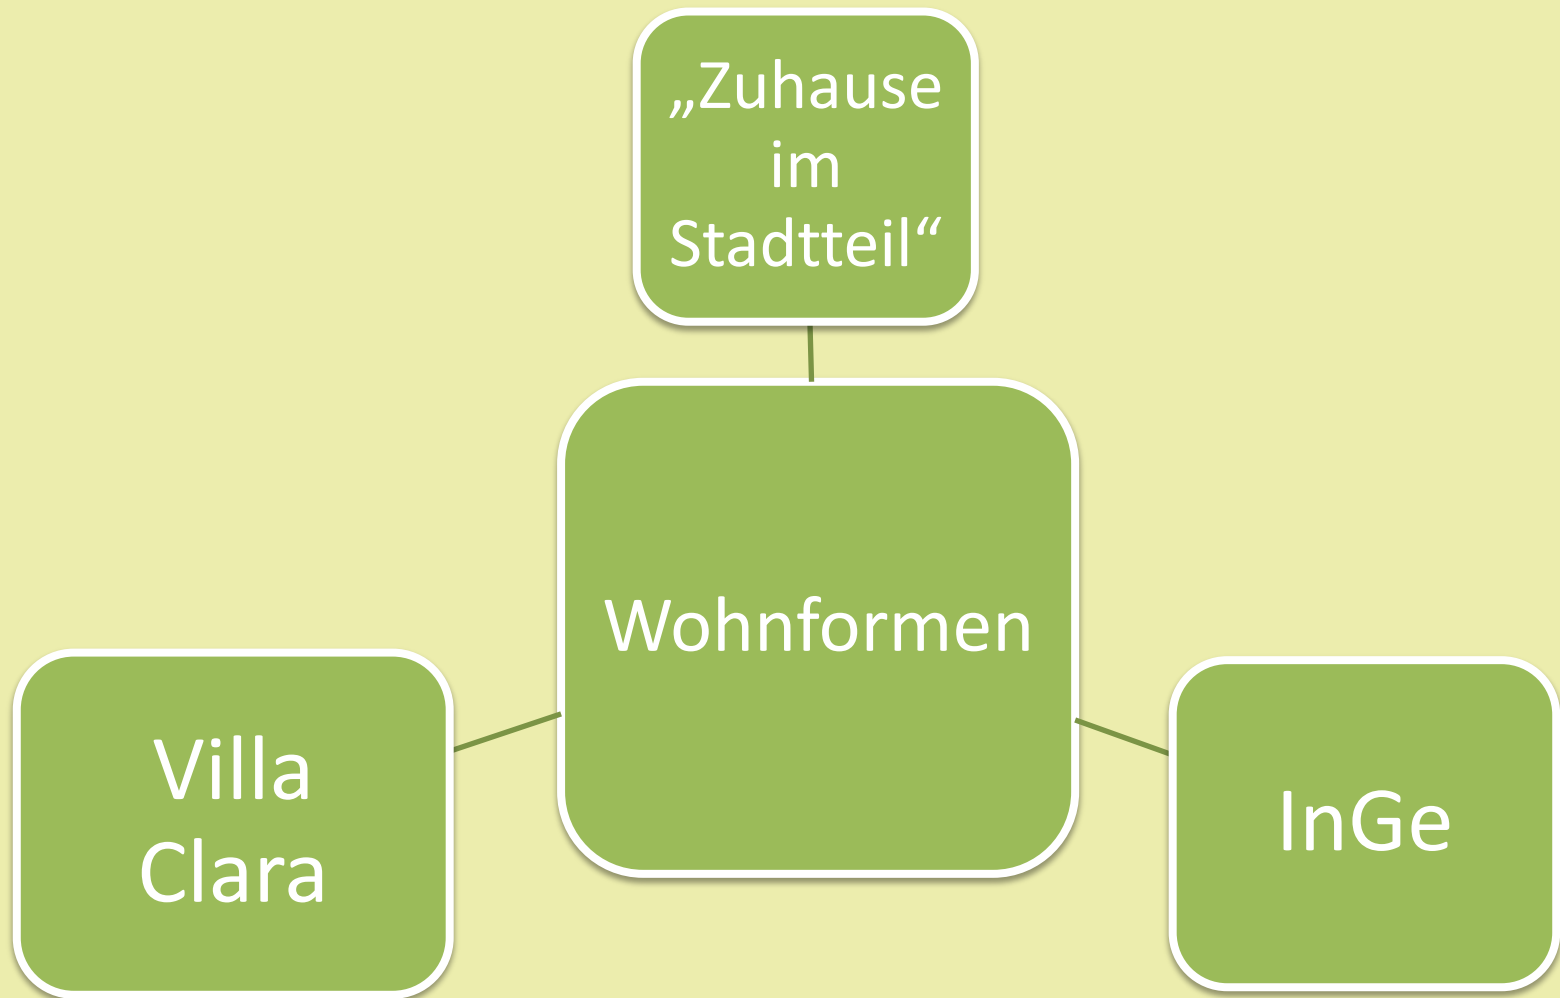 „Zuhause
im
Stadtteil“
Wohnformen
Villa
Clara
InGe